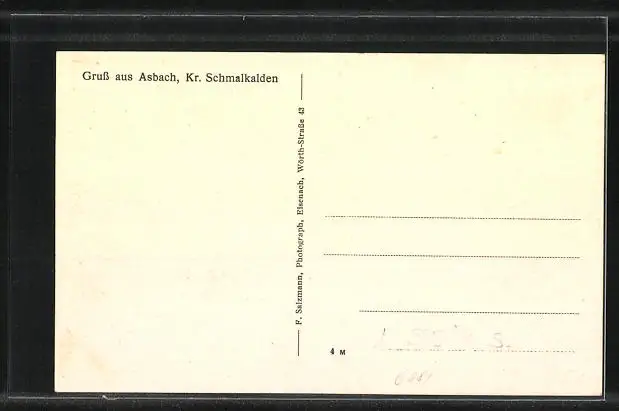 Gruß aus Asbach, Kr. Schmalkalden
F. Salzmann, Photograph, Eisenach, Wörth-Straße 43
4 M